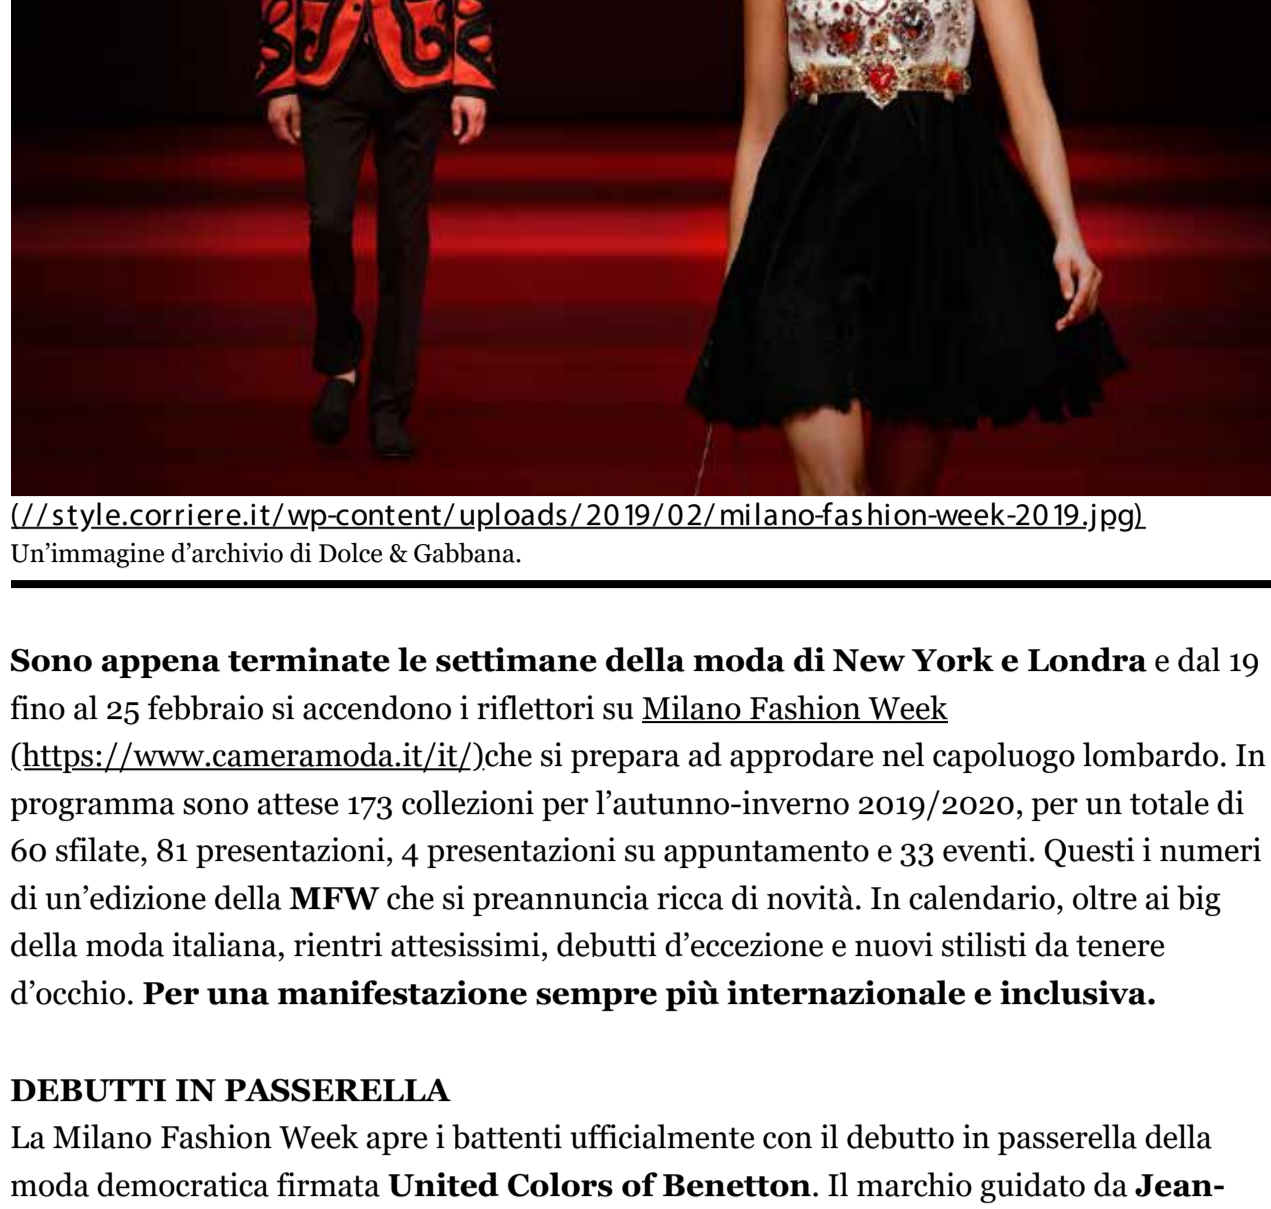 (//style.corriere.it/wp-content/uploads/2019/02/milano-fashion-week-2019.jpg)
Un’immagine d’archivio di Dolce & Gabbana.
Sono appena terminate le settimane della moda di New York e Londra e dal 19
fino al 25 febbraio si accendono i riflettori su Milano Fashion Week
(https://www.cameramoda.it/it/)che si prepara ad approdare nel capoluogo lombardo. In
programma sono attese 173 collezioni per l’autunno-inverno 2019/2020, per un totale di
60 sfilate, 81 presentazioni, 4 presentazioni su appuntamento e 33 eventi. Questi i numeri
di un’edizione della MFW che si preannuncia ricca di novità. In calendario, oltre ai big
della moda italiana, rientri attesissimi, debutti d’eccezione e nuovi stilisti da tenere
d’occhio. Per una manifestazione sempre più internazionale e inclusiva.
DEBUTTI IN PASSERELLA
La Milano Fashion Week apre i battenti ufficialmente con il debutto in passerella della
moda democratica firmata United Colors of Benetton. Il marchio guidato da Jean-